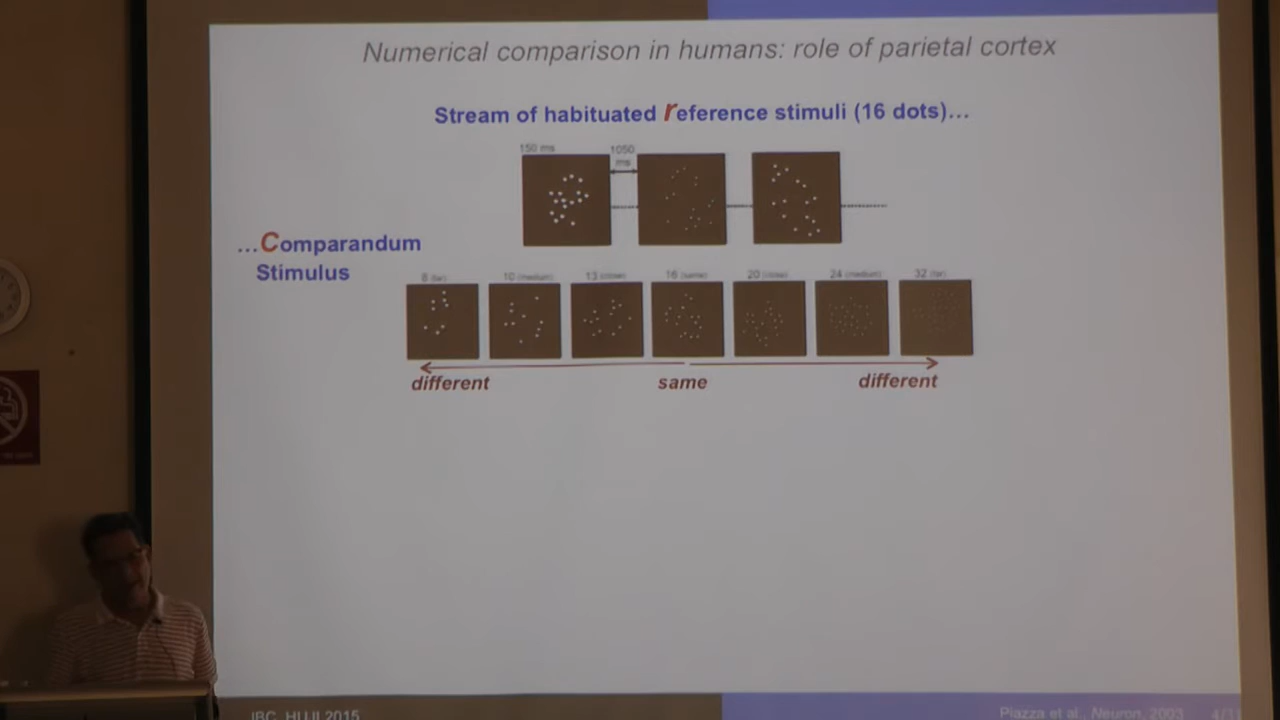 Numerical comparison in humans: role of parietal cortex
Stream of habituated reference stimuli (16 dots)...
150 ms
1050
ms
...Comparandum
Stimulus
8 (far)
10 (medium)
13 (close)
16 (same)
20 (close)
24 (medium)
32 (far)
different
same
different
IBC, HUJI 2015
Piazza et al., Neuron, 2003